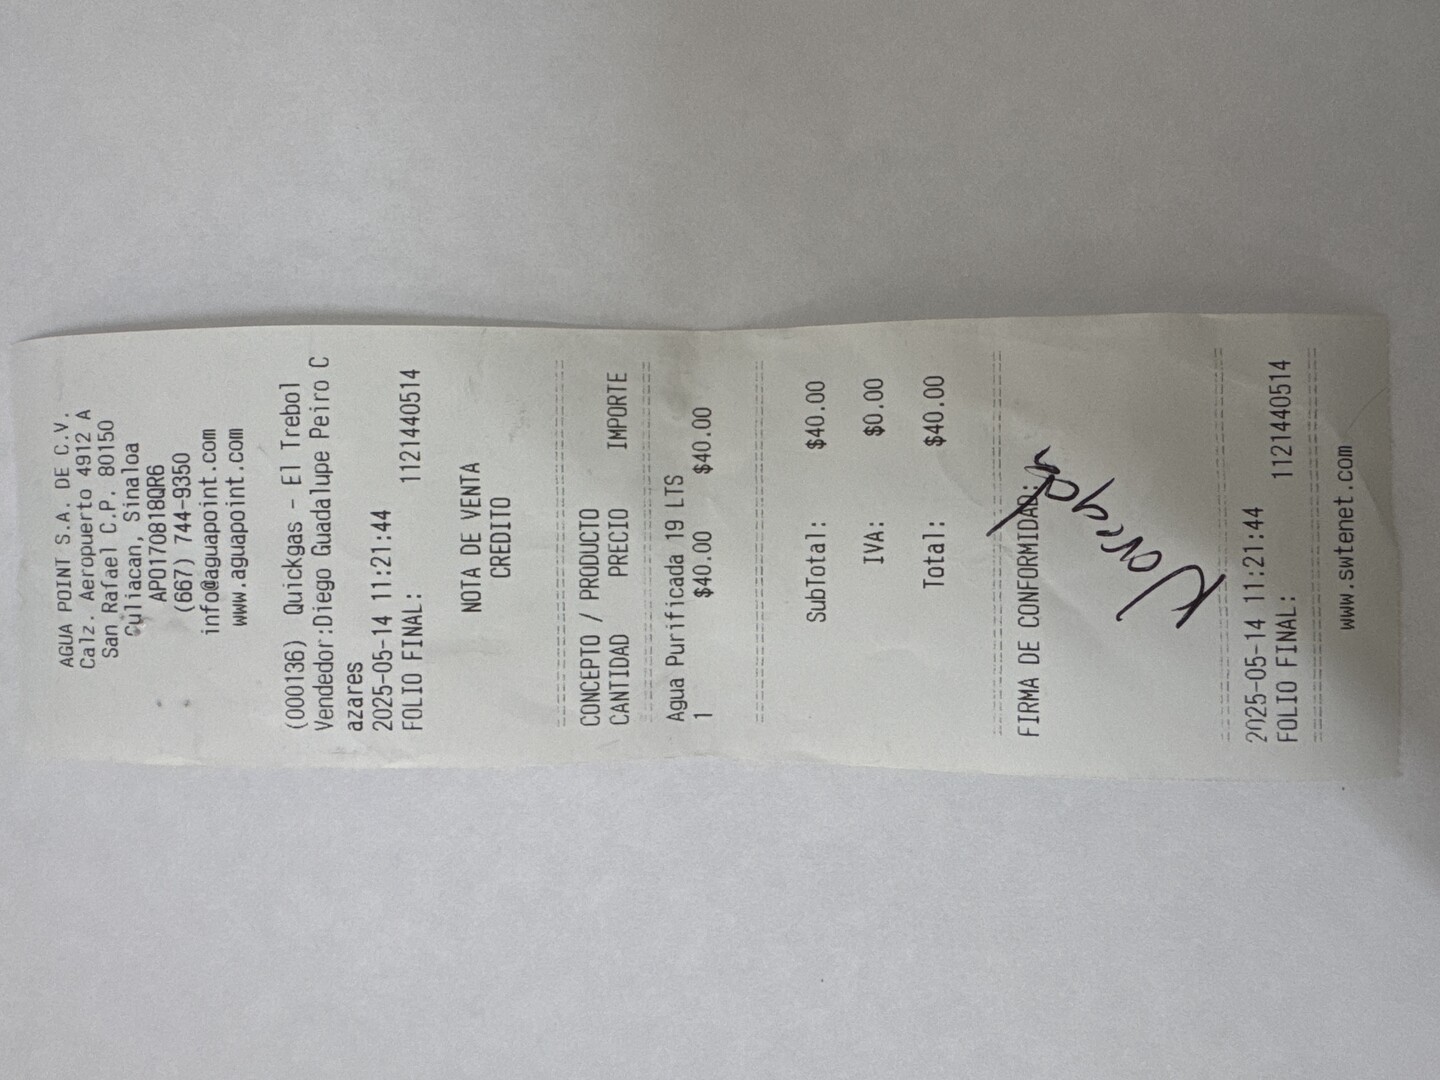 AGUA POINT S.A. DE C.V.
Calz. Aeropuerto 4912 A
San Rafael C.P. 80150
Culiacan, Sinaloa
APO170818QR6
(667) 744-9350
info@aguapoint.com
www.aguapoint.com
(000136) Quickgas - El Trebol
Vendedor:Diego Guadalupe Peiro C
azares
2025-05-14 11:21:44
FOLIO FINAL: 1121440514
NOTA DE VENTA
CREDITO
CONCEPTO / PRODUCTO
CANTIDAD PRECIO IMPORTE
Agua Purificada 19 LTS
1 $40.00 $40.00
SubTotal: $40.00
IVA: $0.00
Total: $40.00
FIRMA DE CONFORMIDAD:
2025-05-14 11:21:44
FOLIO FINAL: 1121440514
www.swtenet.com